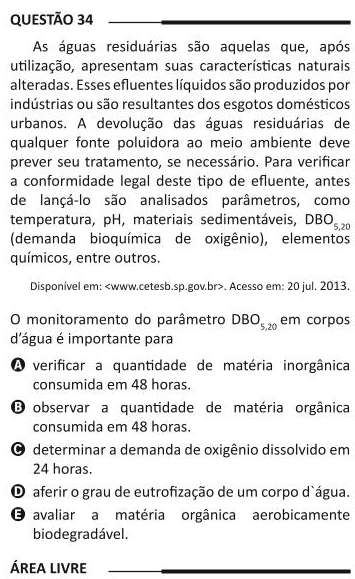 QUESTÃO 34
As águas residuárias são aquelas que, após
utilização, apresentam suas características naturais
alteradas. Esses efluentes líquidos são produzidos por
indústrias ou são resultantes dos esgotos domésticos
urbanos. A devolução das águas residuárias de
qualquer fonte poluidora ao meio ambiente deve
prever seu tratamento, se necessário. Para verificar
a conformidade legal deste tipo de efluente, antes
de lançá-lo são analisados parâmetros, como
temperatura, pH, materiais sedimentáveis, DBO5,20
(demanda bioquímica de oxigênio), elementos
químicos, entre outros.
Disponível em: <www.cetesb.sp.gov.br>. Acesso em: 20 jul. 2013.
O monitoramento do parâmetro DBO5,20 em corpos
d’água é importante para
A verificar a quantidade de matéria inorgânica
consumida em 48 horas.
B observar a quantidade de matéria orgânica
consumida em 48 horas.
C determinar a demanda de oxigênio dissolvido em
24 horas.
D aferir o grau de eutrofização de um corpo d`água.
E avaliar a matéria orgânica aerobicamente
biodegradável.
ÁREA LIVRE